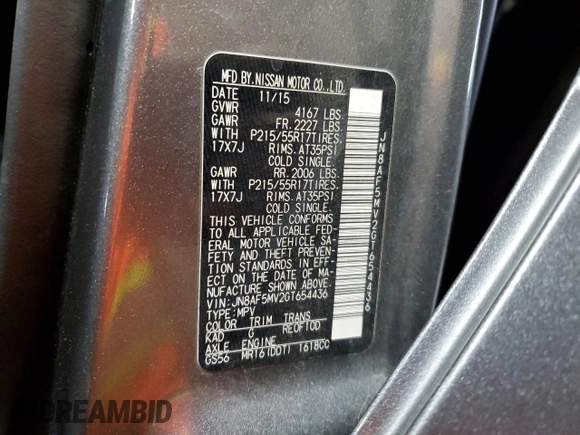 MFD BY.NISSAN MOTOR CO.,LTD.
DATE 11/15
GVWR 4167 LBS.
GAWR FR. 2227 LBS.
WITH P215/55R17TIRES,
17X7J RIMS.AT35PSI
COLD SINGLE.
GAWR RR. 2006 LBS.
WITH P215/55R17TIRES,
17X7J RIMS.AT35PSI
COLD SINGLE.
THIS VEHICLE CONFORMS
TO ALL APPLICABLE FED-
ERAL MOTOR VEHICLE SA-
FETY AND THEFT PREVEN-
TION STANDARDS IN EFF-
ECT ON THE DATE OF MA-
NUFACTURE SHOWN ABOVE.
VIN:JN8AF5MV2GT654436
TYPE:MPV
COLOR TRIM TRANS
KAD G RE0F10D
AXLE ENGINE
GS56 MR16(DDT) 1618CC
JN8AF5MV2GT654436
DREAMBID